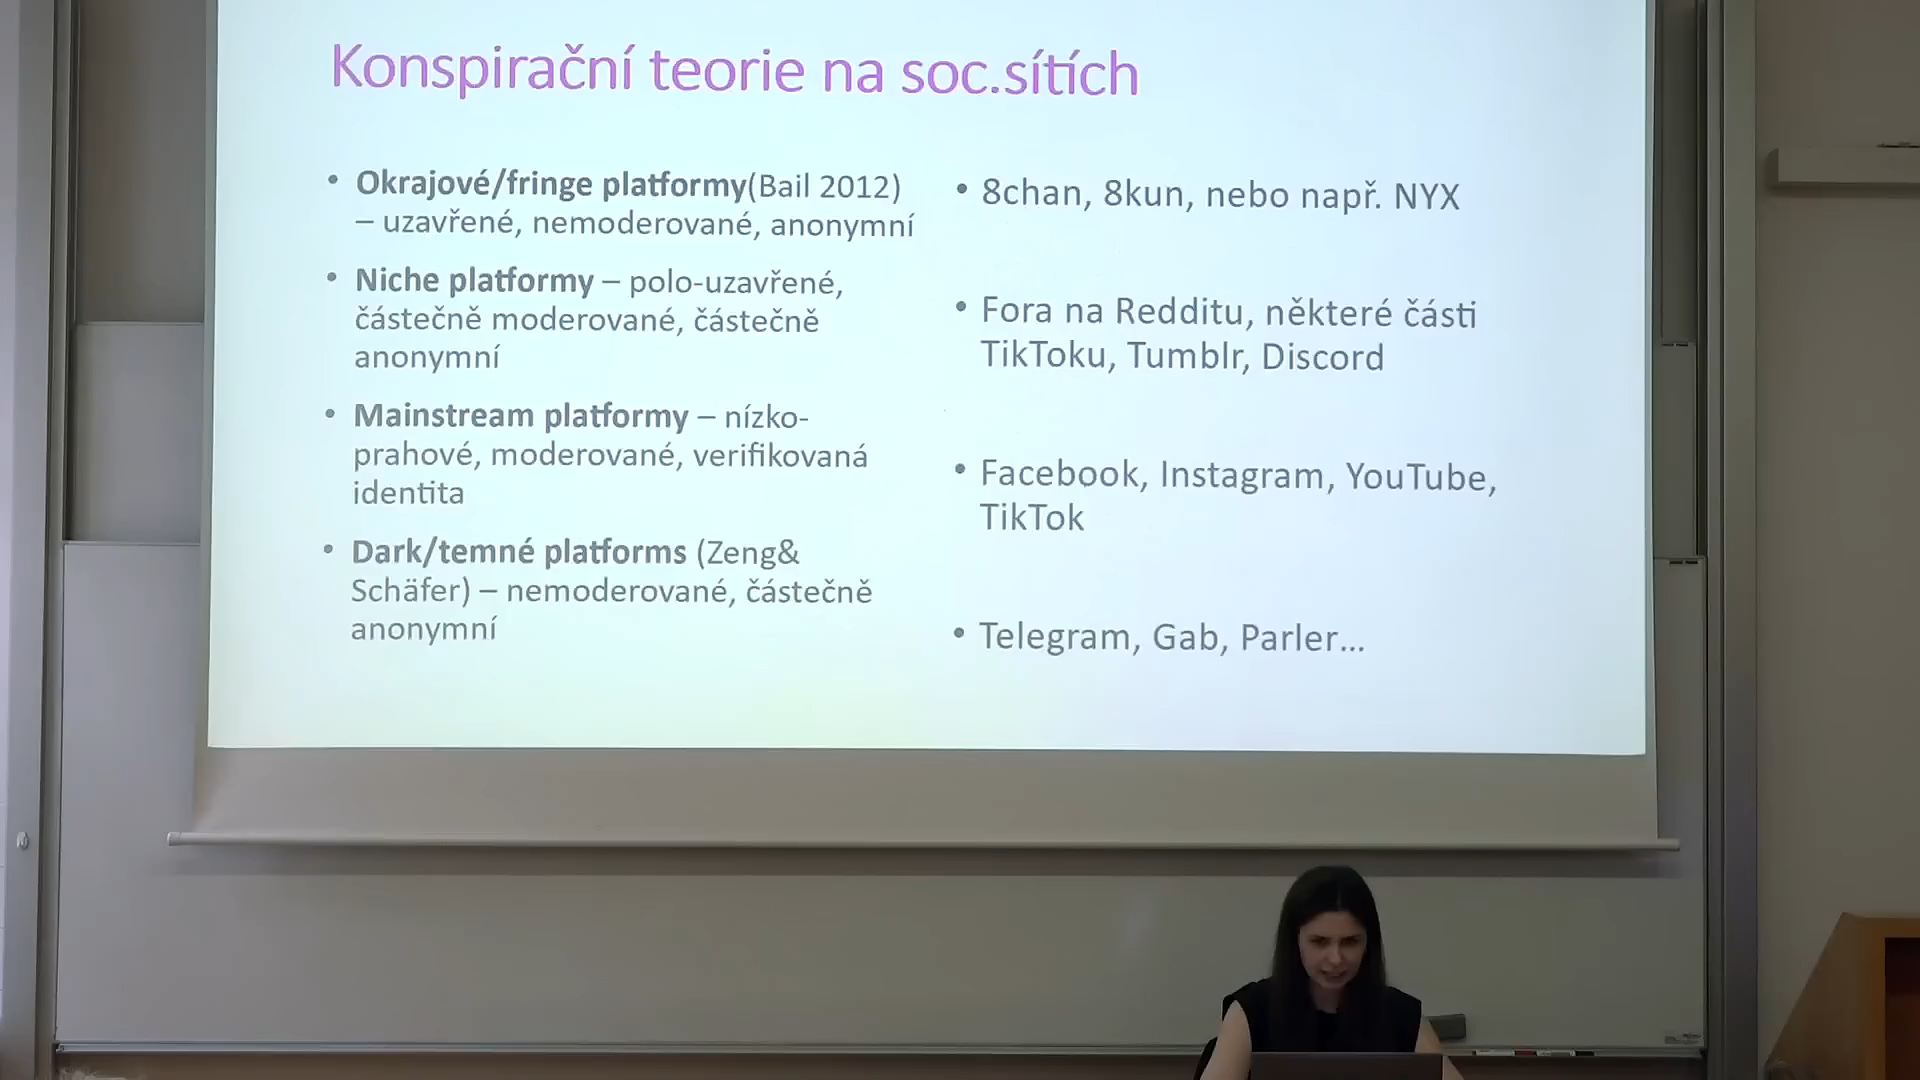 Konspirační teorie na soc.sítích
• Okrajové/fringe platformy(Bail 2012)
– uzavřené, nemoderované, anonymní
• Niche platformy – polo-uzavřené,
částečně moderované, částečně
anonymní
• Mainstream platformy – nízko-
prahové, moderované, verifikovaná
identita
• Dark/temné platforms (Zeng&
Schäfer) – nemoderované, částečně
anonymní
• 8chan, 8kun, nebo např. NYX
• Fora na Redditu, některé části
TikToku, Tumblr, Discord
• Facebook, Instagram, YouTube,
TikTok
• Telegram, Gab, Parler...